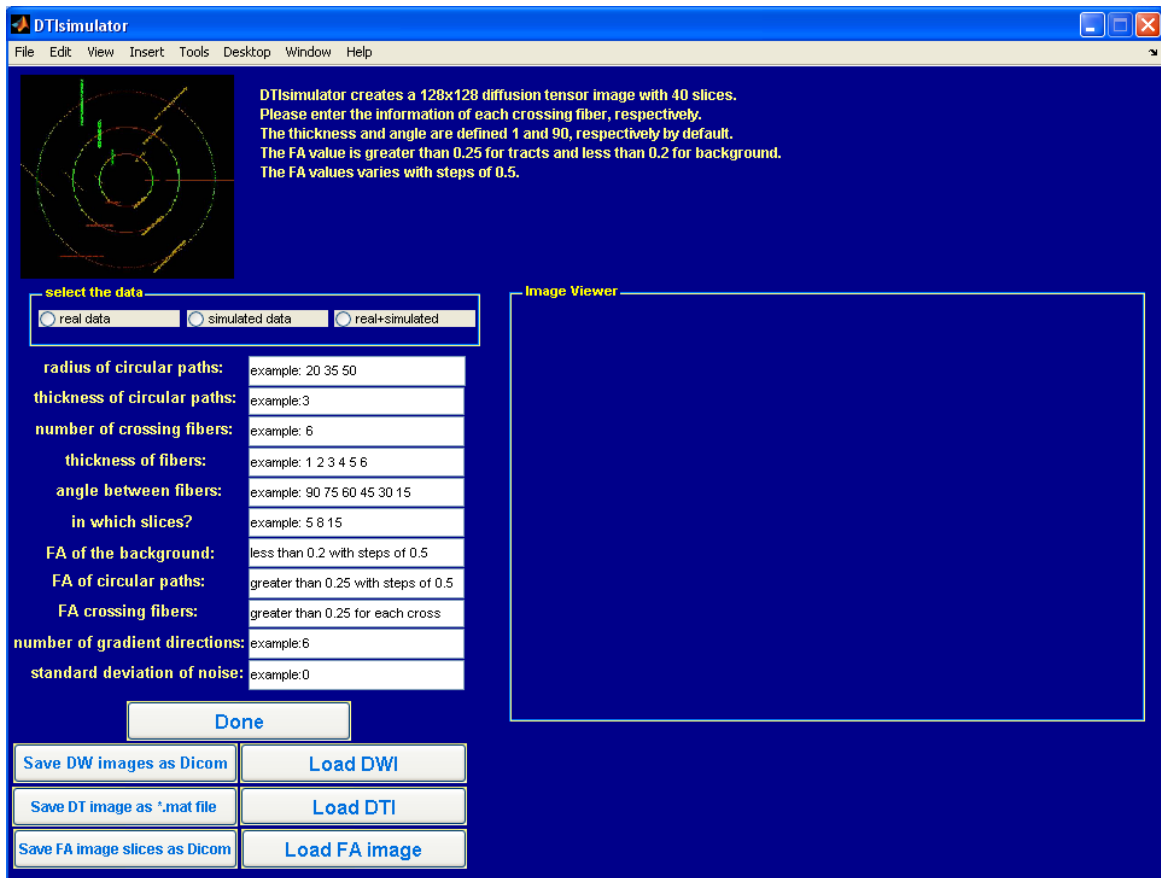 DTIsimulator
File Edit View Insert Tools Desktop Window Help
DTIsimulator creates a 128x128 diffusion tensor image with 40 slices.
Please enter the information of each crossing fiber, respectively.
The thickness and angle are defined 1 and 90, respectively by default.
The FA value is greater than 0.25 for tracts and less than 0.2 for background.
The FA values varies with steps of 0.5.
select the data
real data simulated data real+simulated
Image Viewer
radius of circular paths: example: 20 35 50
thickness of circular paths: example:3
number of crossing fibers: example: 6
thickness of fibers: example: 1 2 3 4 5 6
angle between fibers: example: 90 75 60 45 30 15
in which slices? example: 5 8 15
FA of the background: less than 0.2 with steps of 0.5
FA of circular paths: greater than 0.25 with steps of 0.5
FA crossing fibers: greater than 0.25 for each cross
number of gradient directions: example:6
standard deviation of noise: example:0
Done
Save DW images as Dicom Load DWI
Save DT image as *.mat file Load DTI
Save FA image slices as Dicom Load FA image